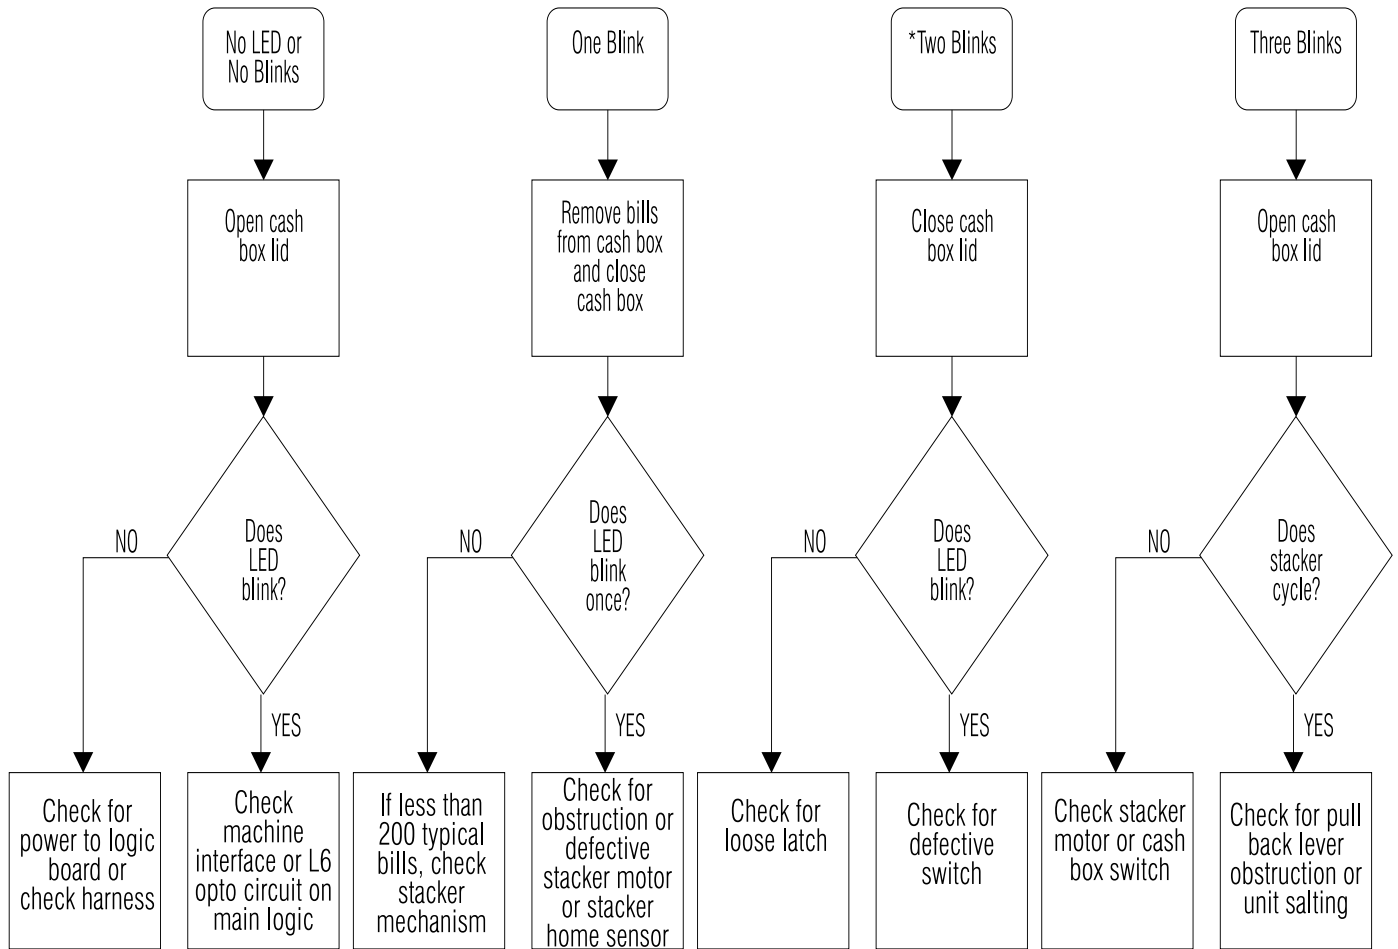 No LED or
No Blinks
One Blink
*Two Blinks
Three Blinks
Open cash
box lid
Remove bills
from cash box
and close
cash box
Close cash
box lid
Open cash
box lid
Does
LED
blink?
NO
YES
Does
LED
blink
once?
NO
YES
Does
LED
blink?
NO
YES
Does
stacker
cycle?
NO
YES
Check for
power to logic
board or
check harness
Check
machine
interface or L6
opto circuit on
main logic
If less than
200 typical
bills, check
stacker
mechanism
Check for
obstruction or
defective
stacker motor
or stacker
home sensor
Check for
loose latch
Check for
defective
switch
Check stacker
motor or cash
box switch
Check for pull
back lever
obstruction or
unit salting